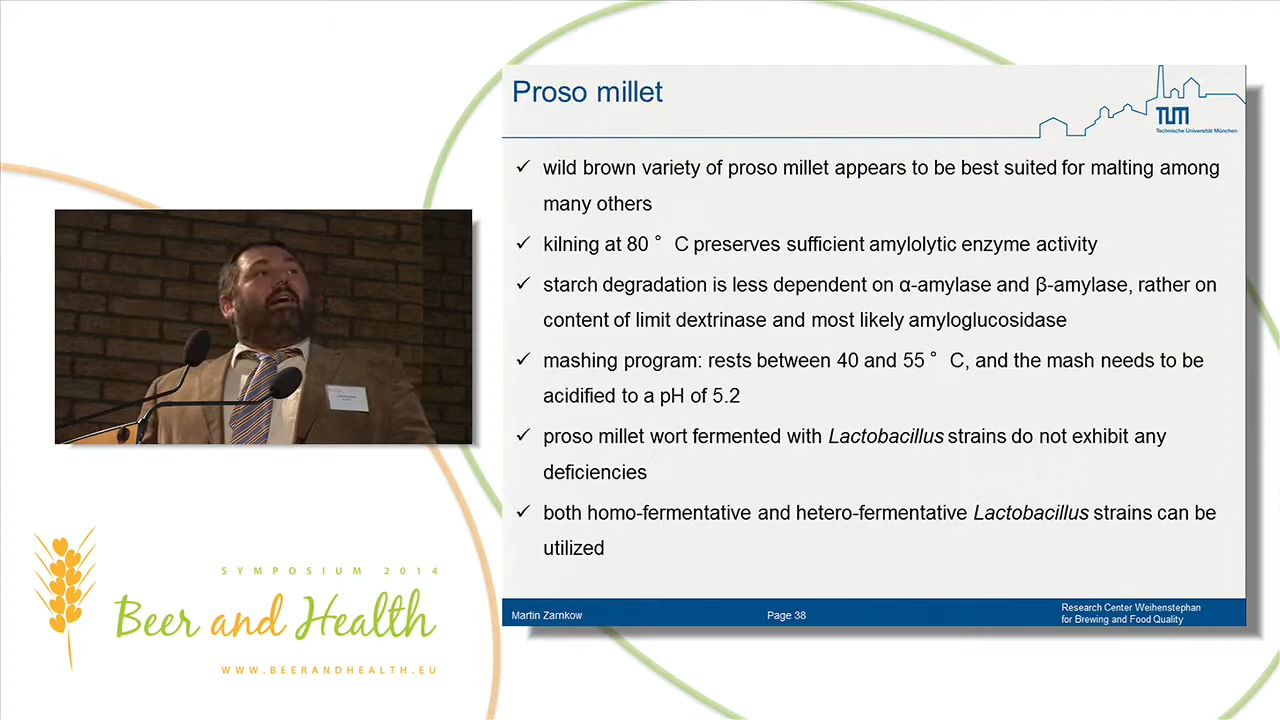 Proso millet
TUM
Technische Universität München
✓ wild brown variety of proso millet appears to be best suited for malting among
many others
✓ kilning at 80 ° C preserves sufficient amylolytic enzyme activity
✓ starch degradation is less dependent on α-amylase and β-amylase, rather on
content of limit dextrinase and most likely amyloglucosidase
✓ mashing program: rests between 40 and 55 ° C, and the mash needs to be
acidified to a pH of 5.2
✓ proso millet wort fermented with Lactobacillus strains do not exhibit any
deficiencies
✓ both homo-fermentative and hetero-fermentative Lactobacillus strains can be
utilized
Martin Zarnkow
Page 38
Research Center Weihenstephan
for Brewing and Food Quality
SYMPOSIUM 2014
Beer and Health
WWW.BEERANDHEALTH.EU